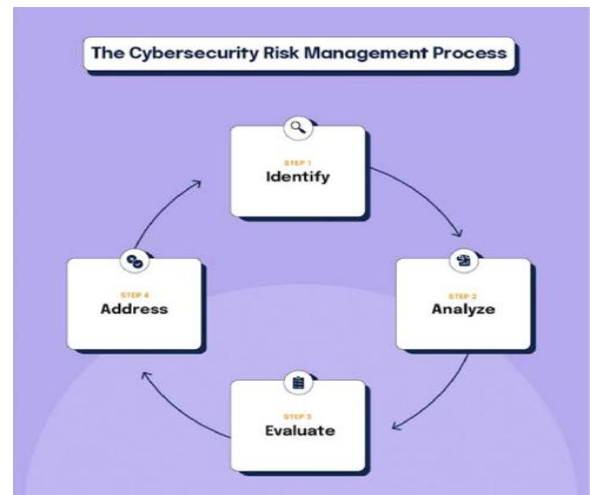 The Cybersecurity Risk Management Process
STEP 1
Identify
STEP 2
Analyze
STEP 3
Evaluate
STEP 4
Address